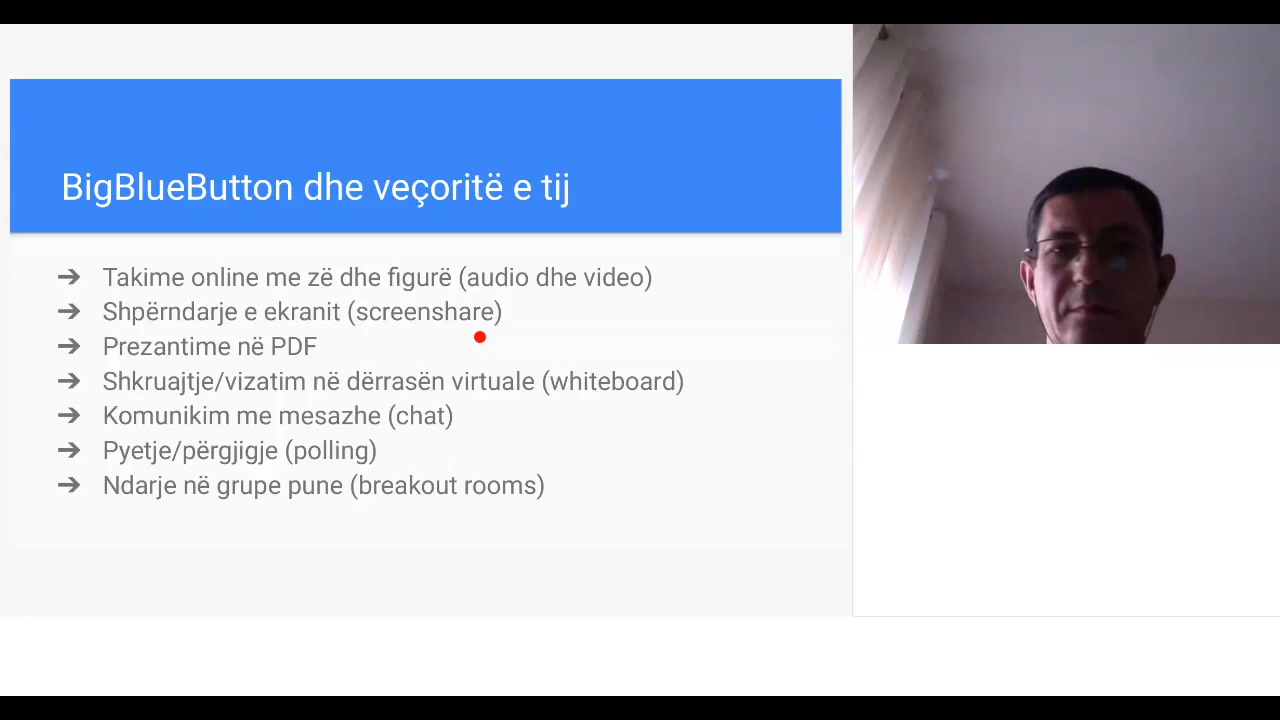 BigBlueButton dhe veçoritë e tij
➔ Takime online me zë dhe figurë (audio dhe video)
➔ Shpërndarje e ekranit (screenshare)
➔ Prezantime në PDF
➔ Shkruajtje/vizatim në dërrasën virtuale (whiteboard)
➔ Komunikim me mesazhe (chat)
➔ Pyetje/përgjigje (polling)
➔ Ndarje në grupe pune (breakout rooms)